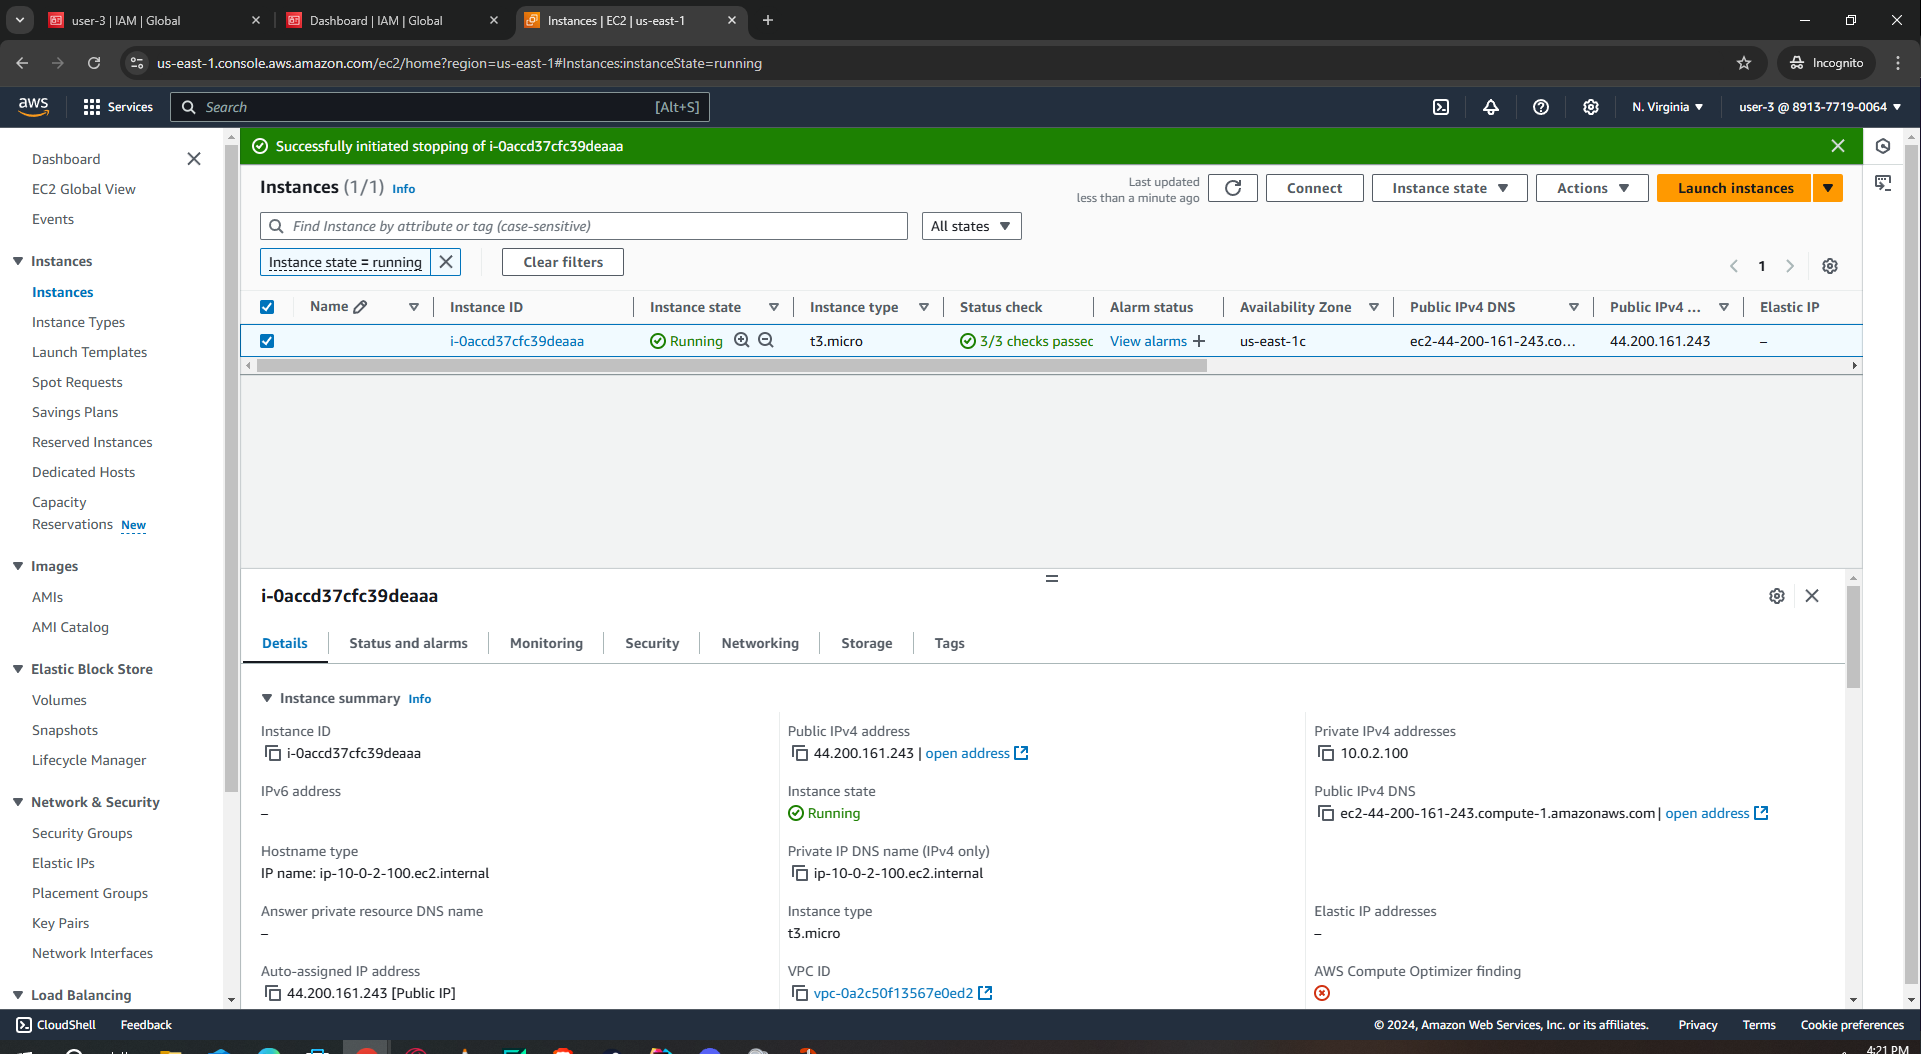 user-3 | IAM | Global
Dashboard | IAM | Global
Instances | EC2 | us-east-1
us-east-1.console.aws.amazon.com/ec2/home?region=us-east-1#Instances:instanceState=running
Incognito
aws
Services
Search
[Alt+S]
N. Virginia
user-3 @ 8913-7719-0064
Dashboard
EC2 Global View
Events
Instances
Instances
Instance Types
Launch Templates
Spot Requests
Savings Plans
Reserved Instances
Dedicated Hosts
Capacity
Reservations New
Images
AMIs
AMI Catalog
Elastic Block Store
Volumes
Snapshots
Lifecycle Manager
Network & Security
Security Groups
Elastic IPs
Placement Groups
Key Pairs
Network Interfaces
Load Balancing
Successfully initiated stopping of i-0accd37cfc39deaaa
Instances (1/1) Info
Last updated
less than a minute ago
Connect
Instance state
Actions
Launch instances
Find Instance by attribute or tag (case-sensitive)
All states
Instance state = running
Clear filters
1
Name
Instance ID
Instance state
Instance type
Status check
Alarm status
Availability Zone
Public IPv4 DNS
Public IPv4 ...
Elastic IP
i-0accd37cfc39deaaa
Running
t3.micro
3/3 checks passec
View alarms
us-east-1c
ec2-44-200-161-243.co...
44.200.161.243
–
i-0accd37cfc39deaaa
Details
Status and alarms
Monitoring
Security
Networking
Storage
Tags
Instance summary Info
Instance ID
i-0accd37cfc39deaaa
Public IPv4 address
44.200.161.243 | open address
Private IPv4 addresses
10.0.2.100
IPv6 address
–
Instance state
Running
Public IPv4 DNS
ec2-44-200-161-243.compute-1.amazonaws.com | open address
Hostname type
IP name: ip-10-0-2-100.ec2.internal
Private IP DNS name (IPv4 only)
ip-10-0-2-100.ec2.internal
Answer private resource DNS name
–
Instance type
t3.micro
Elastic IP addresses
–
Auto-assigned IP address
44.200.161.243 [Public IP]
VPC ID
vpc-0a2c50f13567e0ed2
AWS Compute Optimizer finding
CloudShell
Feedback
© 2024, Amazon Web Services, Inc. or its affiliates.
Privacy
Terms
Cookie preferences
4:21 PM